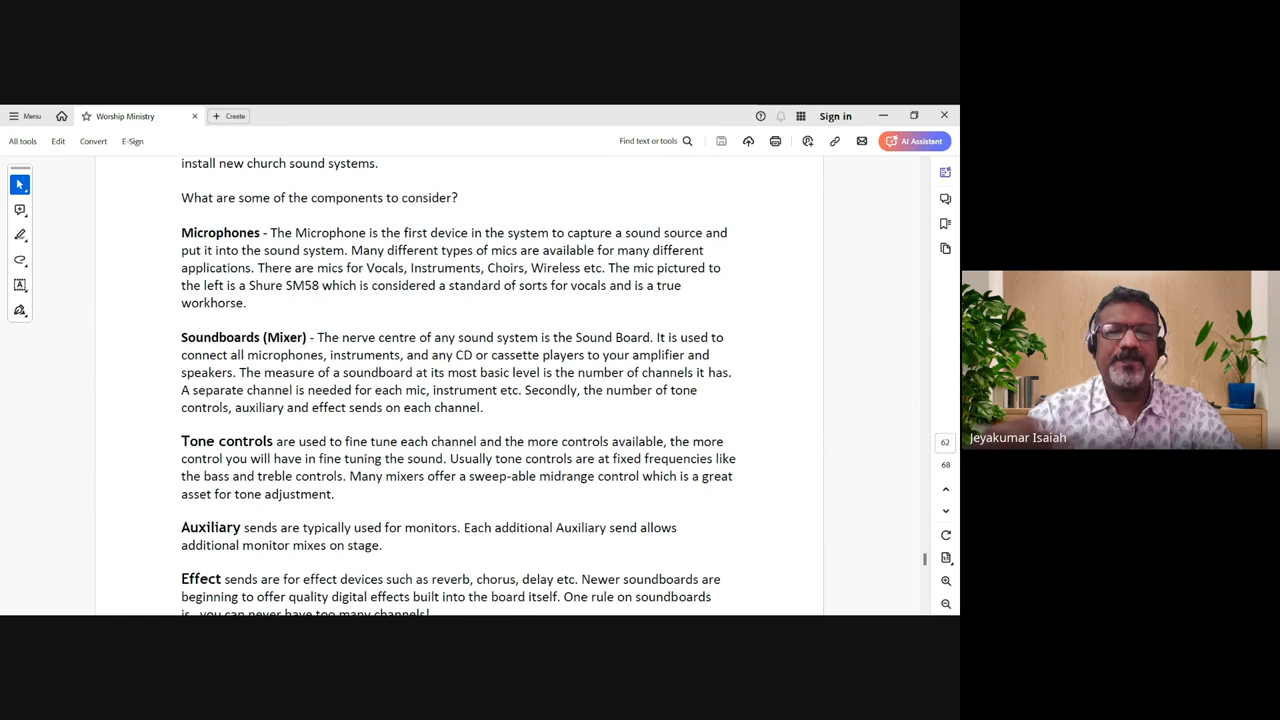 Menu
Worship Ministry
Create
Sign in
All tools
Edit
Convert
E-Sign
Find text or tools
AI Assistant
install new church sound systems.
What are some of the components to consider?
Microphones - The Microphone is the first device in the system to capture a sound source and
put it into the sound system. Many different types of mics are available for many different
applications. There are mics for Vocals, Instruments, Choirs, Wireless etc. The mic pictured to
the left is a Shure SM58 which is considered a standard of sorts for vocals and is a true
workhorse.
Soundboards (Mixer) - The nerve centre of any sound system is the Sound Board. It is used to
connect all microphones, instruments, and any CD or cassette players to your amplifier and
speakers. The measure of a soundboard at its most basic level is the number of channels it has.
A separate channel is needed for each mic, instrument etc. Secondly, the number of tone
controls, auxiliary and effect sends on each channel.
Tone controls are used to fine tune each channel and the more controls available, the more
control you will have in fine tuning the sound. Usually tone controls are at fixed frequencies like
the bass and treble controls. Many mixers offer a sweep-able midrange control which is a great
asset for tone adjustment.
Auxiliary sends are typically used for monitors. Each additional Auxiliary send allows
additional monitor mixes on stage.
Effect sends are for effect devices such as reverb, chorus, delay etc. Newer soundboards are
beginning to offer quality digital effects built into the board itself. One rule on soundboards
is...you can never have too many channels!
62
68
Jeyakumar Isaiah